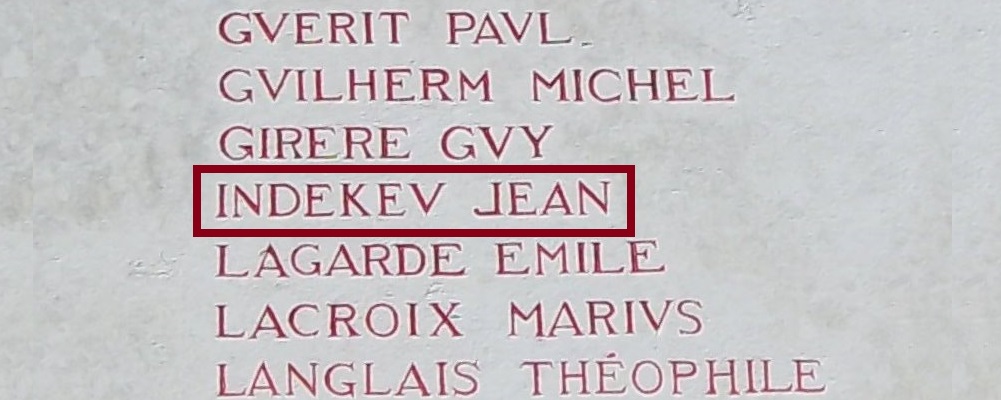 GVERIT PAVL
GVILHERM MICHEL
GIRERE GVY
INDEKEV JEAN
LAGARDE EMILE
LACROIX MARIVS
LANGLAIS THÉOPHILE